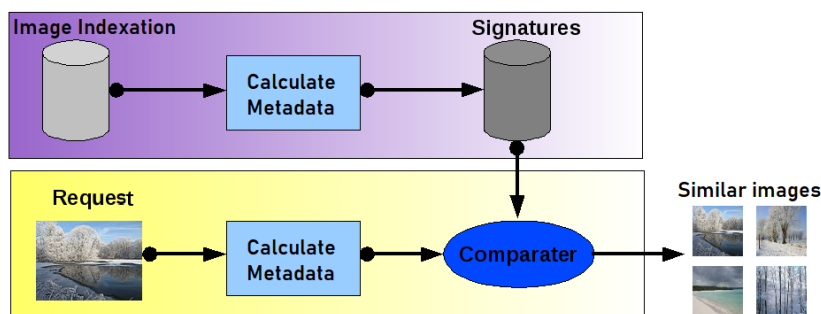 Image Indexation
Signatures
Calculate
Metadata
Request
Calculate
Metadata
Comparater
Similar images